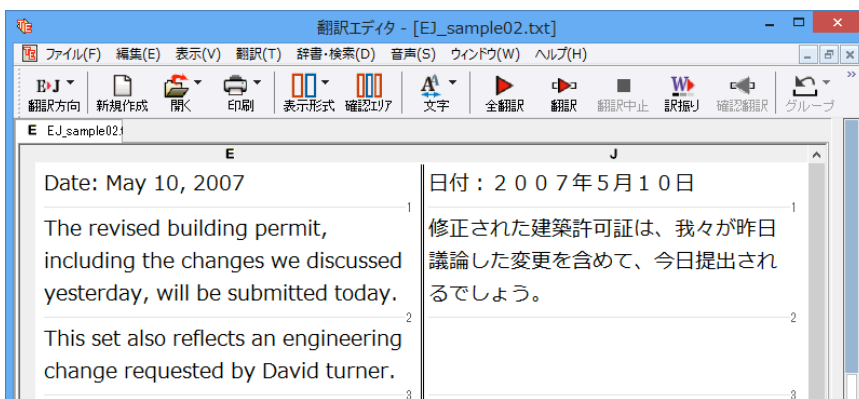 翻訳エディタ - [EJ_sample02.txt]
ファイル(F) 編集(E) 表示(V) 翻訳(T) 辞書・検索(D) 音声(S) ウィンドウ(W) ヘルプ(H)
E▸J
翻訳方向 新規作成 開く 印刷 表示形式 確認エリア 文字 全翻訳 翻訳 翻訳中止 訳振り 確認翻訳 グループ
E EJ_sample02.t
E J
Date: May 10, 2007
日付：２００７年５月１０日
1 1
The revised building permit,
including the changes we discussed
yesterday, will be submitted today.
修正された建築許可証は、我々が昨日
議論した変更を含めて、今日提出され
るでしょう。
2 2
This set also reflects an engineering
change requested by David turner.
3 3